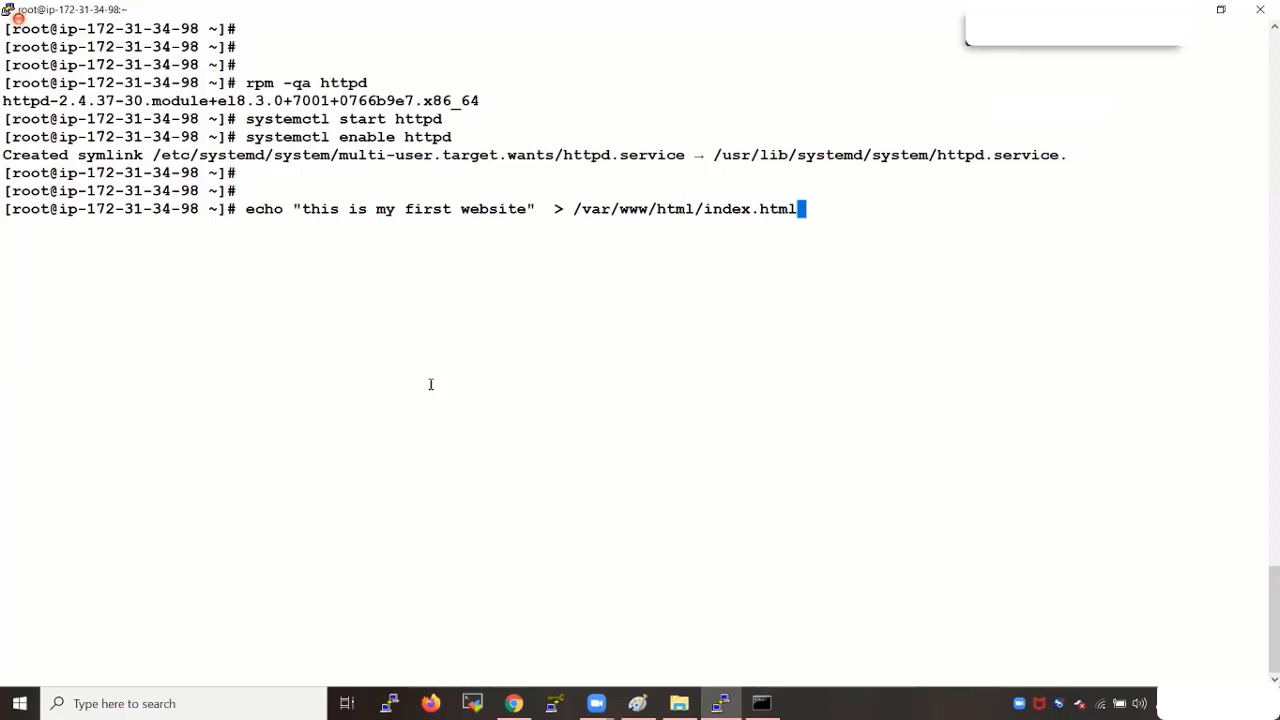 root@ip-172-31-34-98:~
[root@ip-172-31-34-98 ~]#
[root@ip-172-31-34-98 ~]#
[root@ip-172-31-34-98 ~]#
[root@ip-172-31-34-98 ~]# rpm -qa httpd
httpd-2.4.37-30.module+el8.3.0+7001+0766b9e7.x86_64
[root@ip-172-31-34-98 ~]# systemctl start httpd
[root@ip-172-31-34-98 ~]# systemctl enable httpd
Created symlink /etc/systemd/system/multi-user.target.wants/httpd.service → /usr/lib/systemd/system/httpd.service.
[root@ip-172-31-34-98 ~]#
[root@ip-172-31-34-98 ~]#
[root@ip-172-31-34-98 ~]# echo "this is my first website"  > /var/www/html/index.html
Type here to search